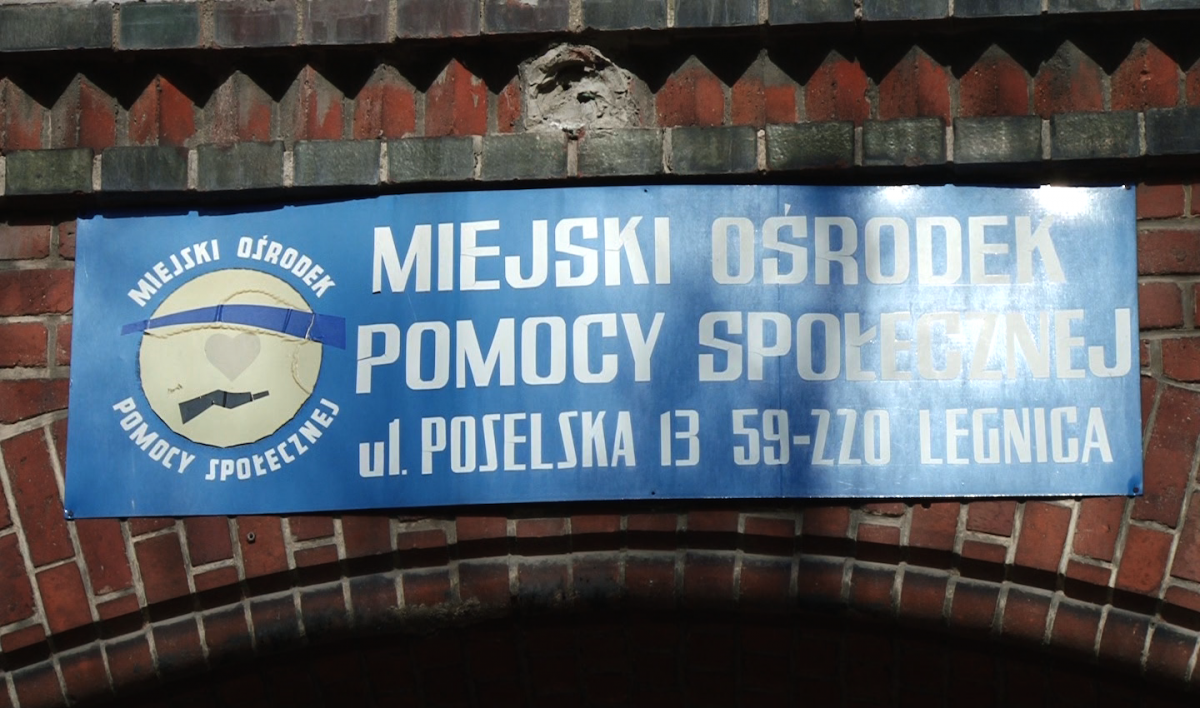 MIEJSKI OŚRODEK
POMOCY SPOŁECZNEJ
MIEJSKI OŚRODEK
POMOCY SPOŁECZNEJ
ul. POSELSKA 13 59-220 LEGNICA